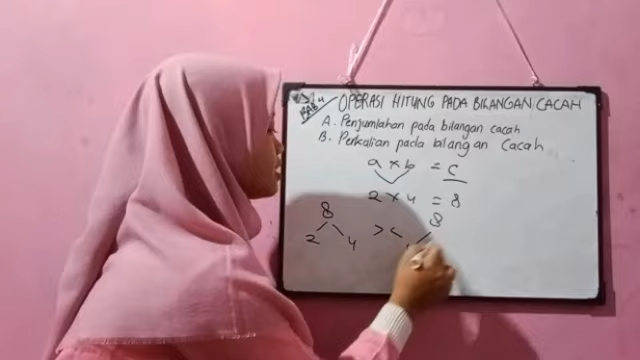 BAB 4
OPERASI HITUNG PADA BILANGAN CACAH
A. Penjumlahan pada bilangan cacah
B. Perkalian pada bilangan cacah
a × b = c
2 × 4 = 8
8 8
2 4 > <